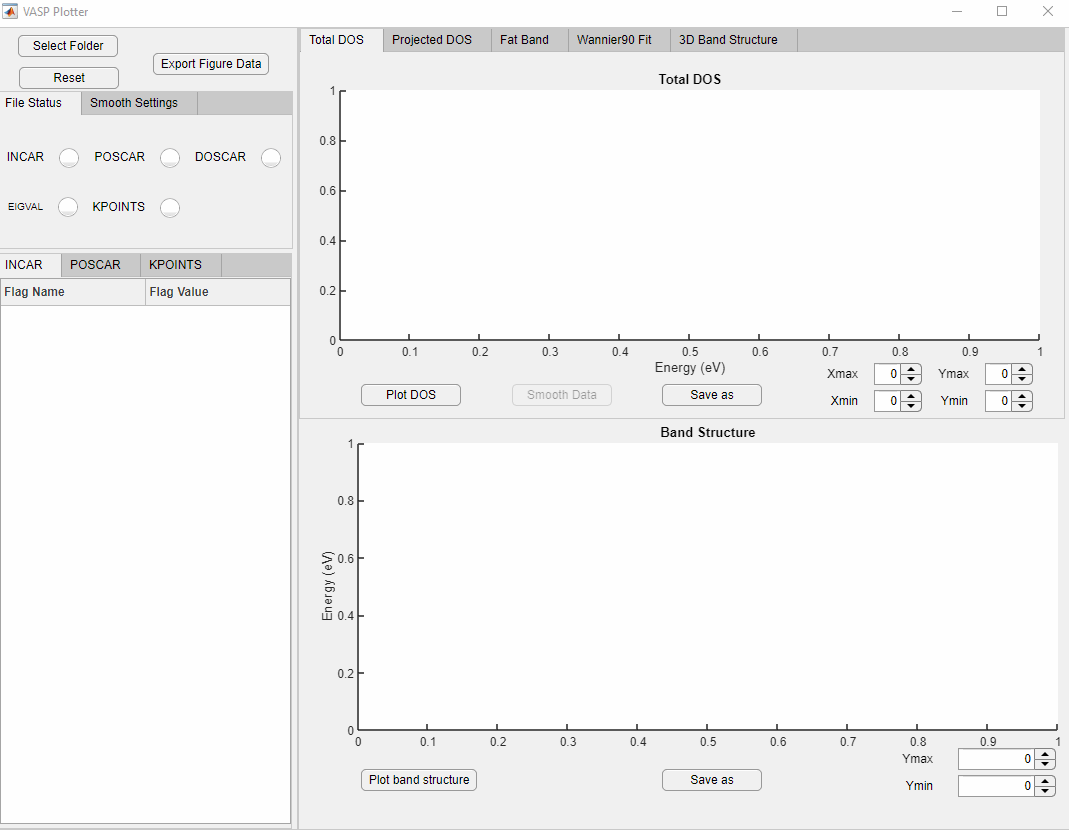 VASP Plotter
Select Folder
Reset
Export Figure Data
File Status Smooth Settings
INCAR POSCAR DOSCAR
EIGVAL KPOINTS
INCAR POSCAR KPOINTS
Flag Name Flag Value
Total DOS Projected DOS Fat Band Wannier90 Fit 3D Band Structure
Total DOS
1
0.8
0.6
0.4
0.2
0
0 0.1 0.2 0.3 0.4 0.5 0.6 0.7 0.8 0.9 1
Energy (eV)
Xmax 0 Ymax 0
Plot DOS Smooth Data Save as
Xmin 0 Ymin 0
Band Structure
1
0.8
0.6
0.4
0.2
0
Energy (eV)
0 0.1 0.2 0.3 0.4 0.5 0.6 0.7 0.8 0.9 1
Ymax 0
Plot band structure Save as
Ymin 0